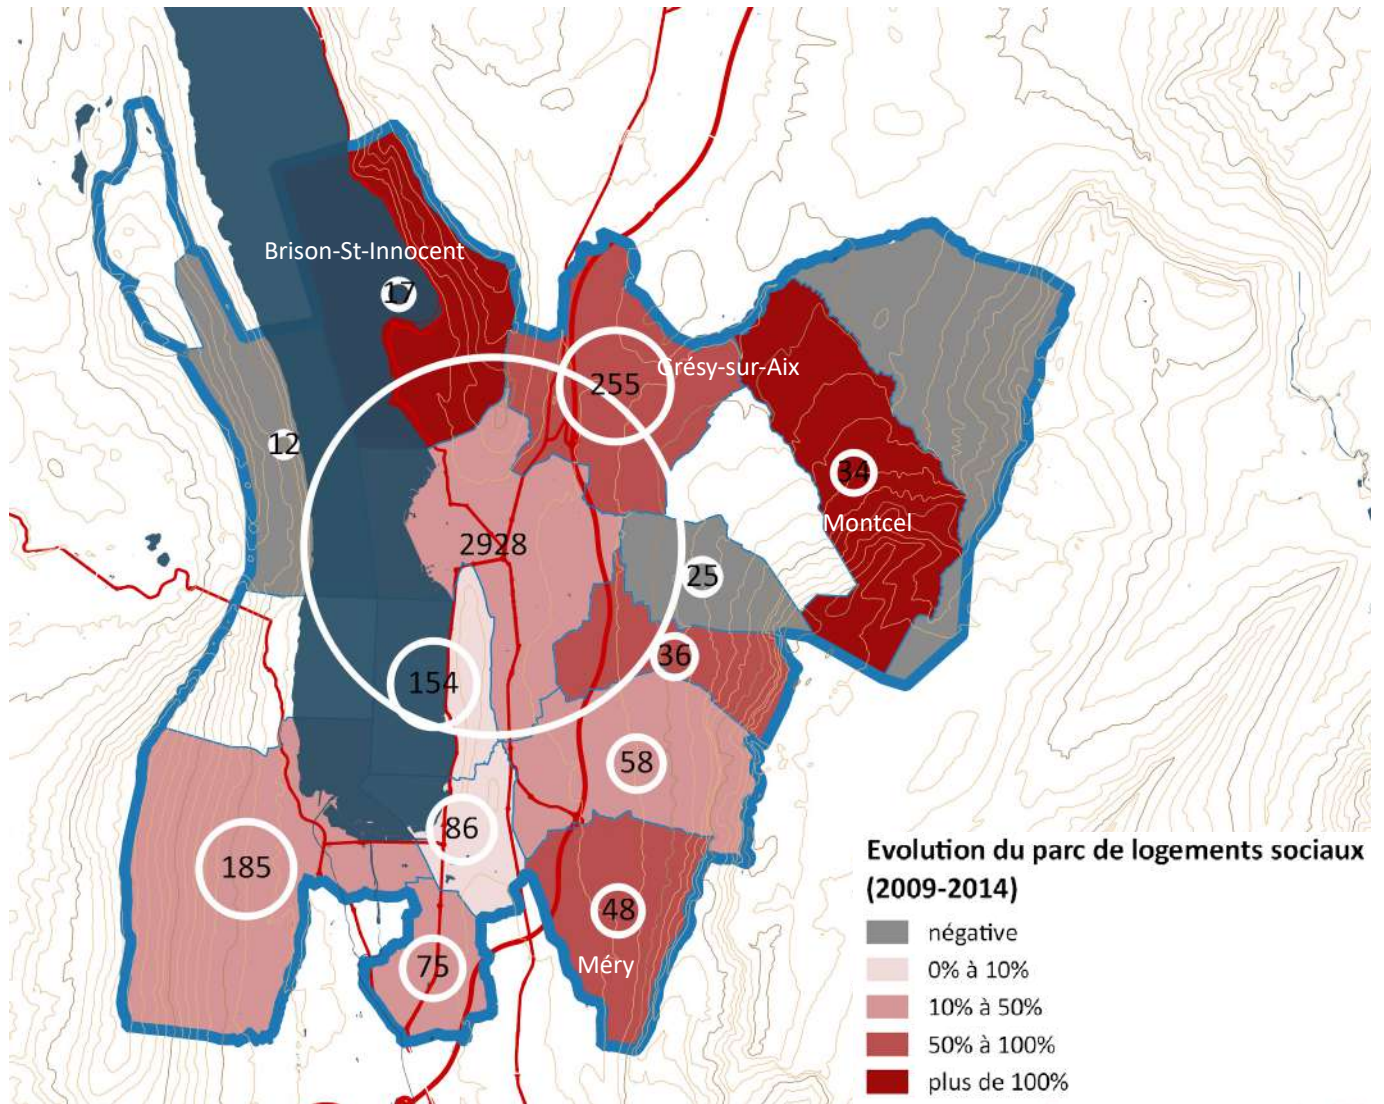 Brison-St-Innocent
17
Grésy-sur-Aix
255
12
34
Montcel
2928
25
36
154
58
86
185
48
75
Méry
Evolution du parc de logements sociaux
(2009-2014)
négative
0% à 10%
10% à 50%
50% à 100%
plus de 100%